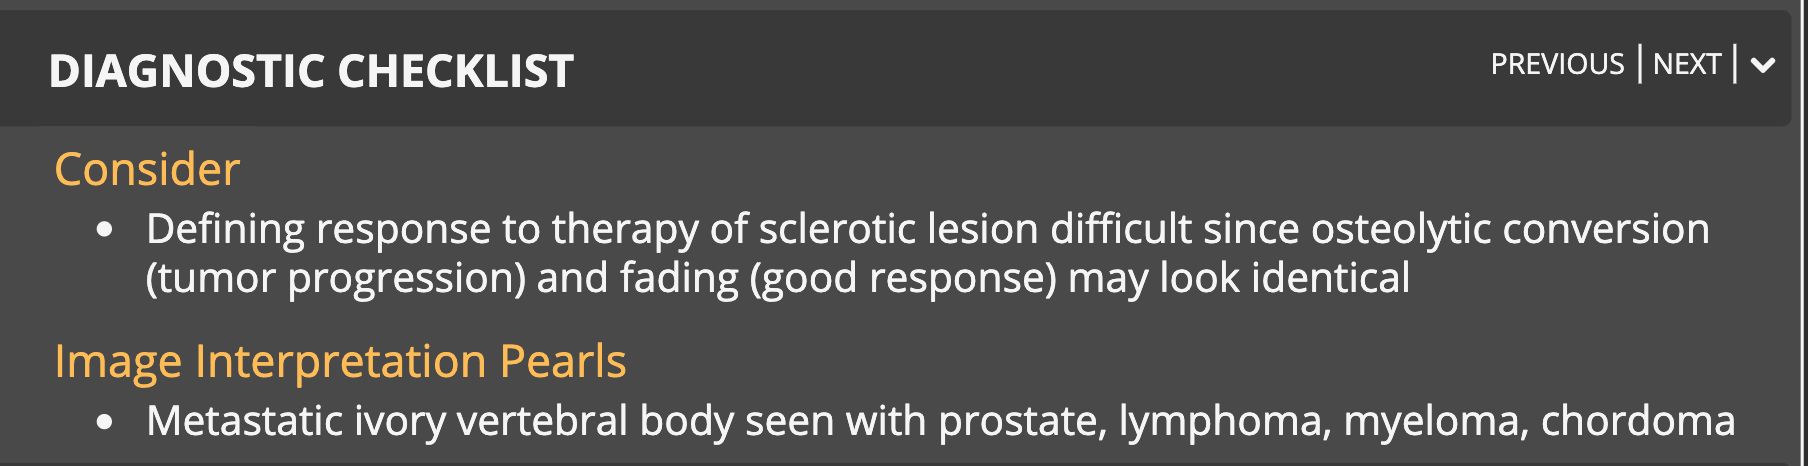 DIAGNOSTIC CHECKLIST
PREVIOUS | NEXT |
Consider
• Defining response to therapy of sclerotic lesion difficult since osteolytic conversion
(tumor progression) and fading (good response) may look identical
Image Interpretation Pearls
• Metastatic ivory vertebral body seen with prostate, lymphoma, myeloma, chordoma